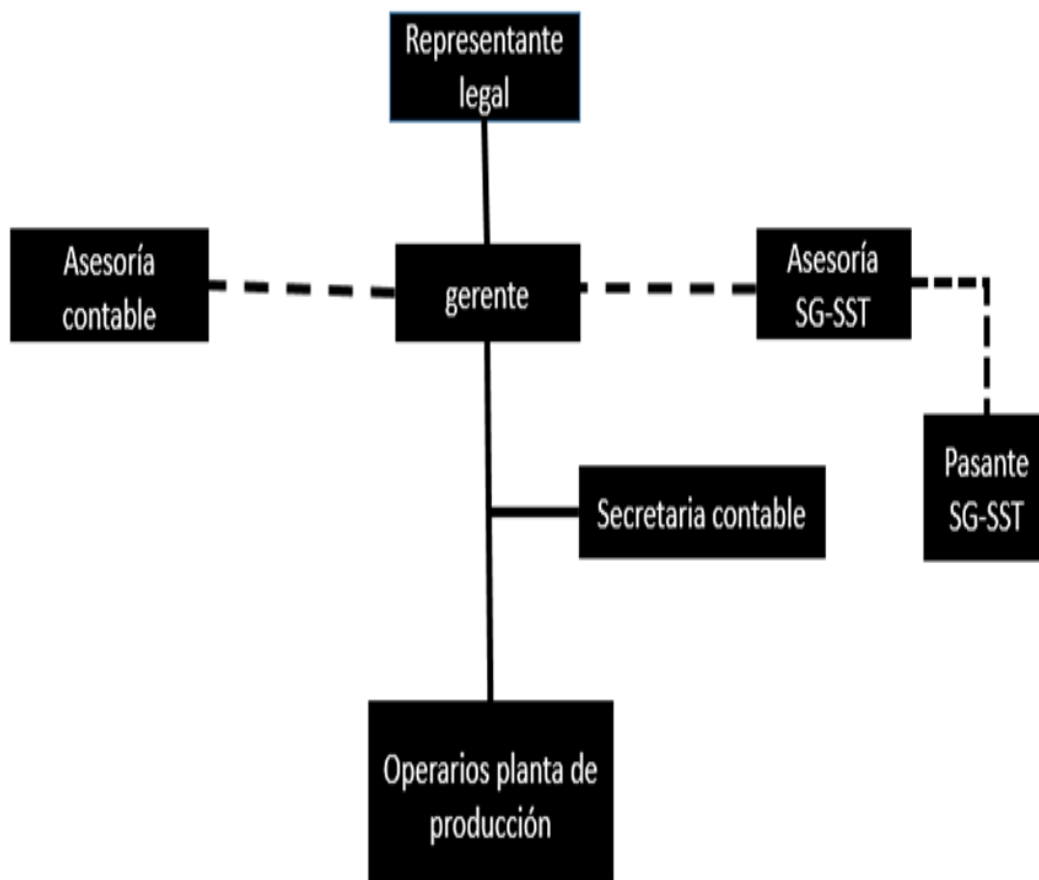 Representante
legal
Asesoría
contable
gerente
Asesoría
SG-SST
Pasante
SG-SST
Secretaria contable
Operarios planta de
producción